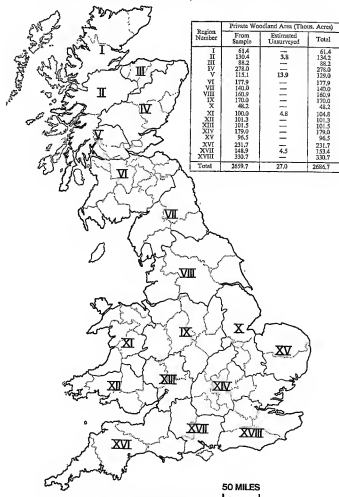 Private Woodland Area (Thous. Acres)
Region Number From Sample Estimated Unsurveyed Total
I 61.4 — 61.4
II 130.4 3.8 134.2
III 88.2 — 88.2
IV 278.0 — 278.0
V 115.1 13.9 129.0
VI 177.9 — 177.9
VII 140.0 — 140.0
VIII 160.9 — 160.9
IX 170.0 — 170.0
X 48.2 — 48.2
XI 100.0 4.8 104.8
XII 101.3 — 101.3
XIII 101.5 — 101.5
XIV 179.0 — 179.0
XV 96.5 — 96.5
XVI 231.7 — 231.7
XVII 148.9 4.5 153.4
XVIII 330.7 — 330.7
Total 2659.7 27.0 2686.7
I
III
II
IV
V
VI
VII
VIII
IX
X
XI
XV
XII
XIII
XIV
XVII
XVI
XVIII
50 MILES